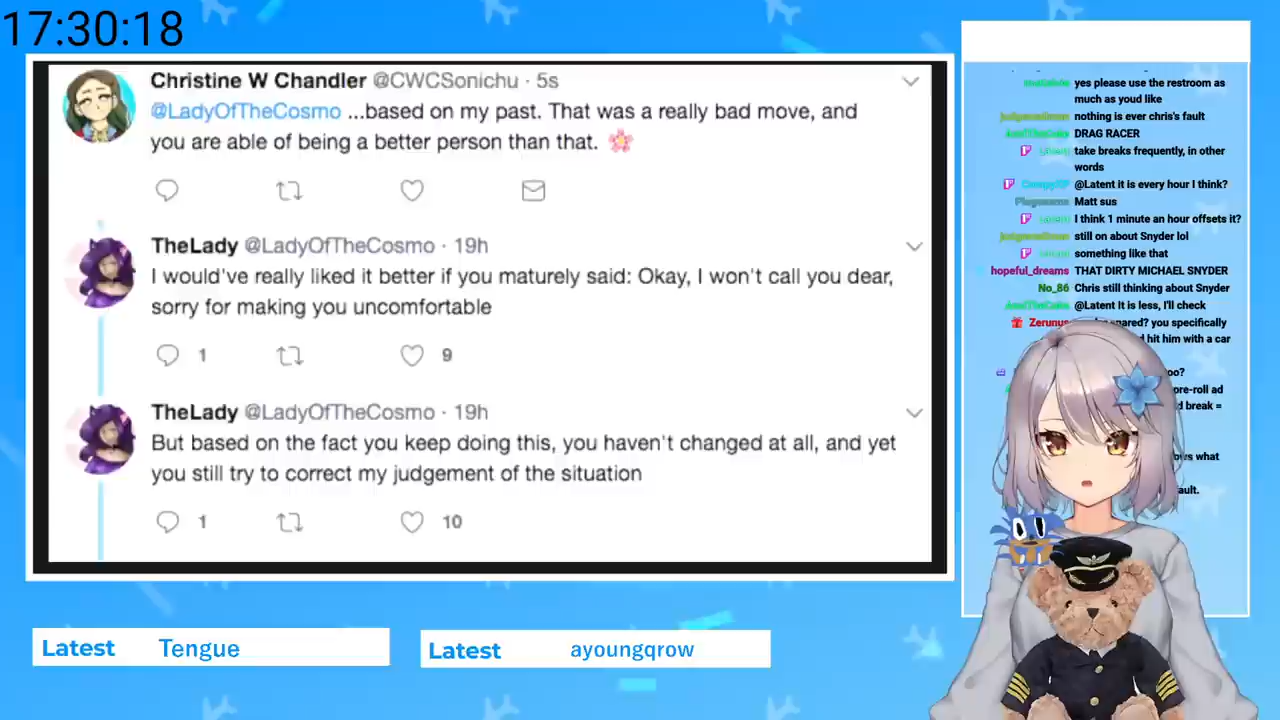 17:30:18
Christine W Chandler @CWCSonichu · 5s
@LadyOfTheCosmo ...based on my past. That was a really bad move, and
you are able of being a better person than that. 🌸
TheLady @LadyOfTheCosmo · 19h
I would've really liked it better if you maturely said: Okay, I won't call you dear,
sorry for making you uncomfortable
1 9
TheLady @LadyOfTheCosmo · 19h
But based on the fact you keep doing this, you haven't changed at all, and yet
you still try to correct my judgement of the situation
1 10
Latest Tengue
Latest ayoungqrow
yes please use the restroom as
much as youd like
nothing is ever chris's fault
DRAG RACER
take breaks frequently, in other
words
@Latent it is every hour I think?
Matt sus
I think 1 minute an hour offsets it?
still on about Snyder lol
something like that
hopeful_dreams THAT DIRTY MICHAEL SNYDER
No_86 Chris still thinking about Snyder
@Latent It is less, I'll check
Zerunus you specifically
hit him with a car
too?
ad
break =
what